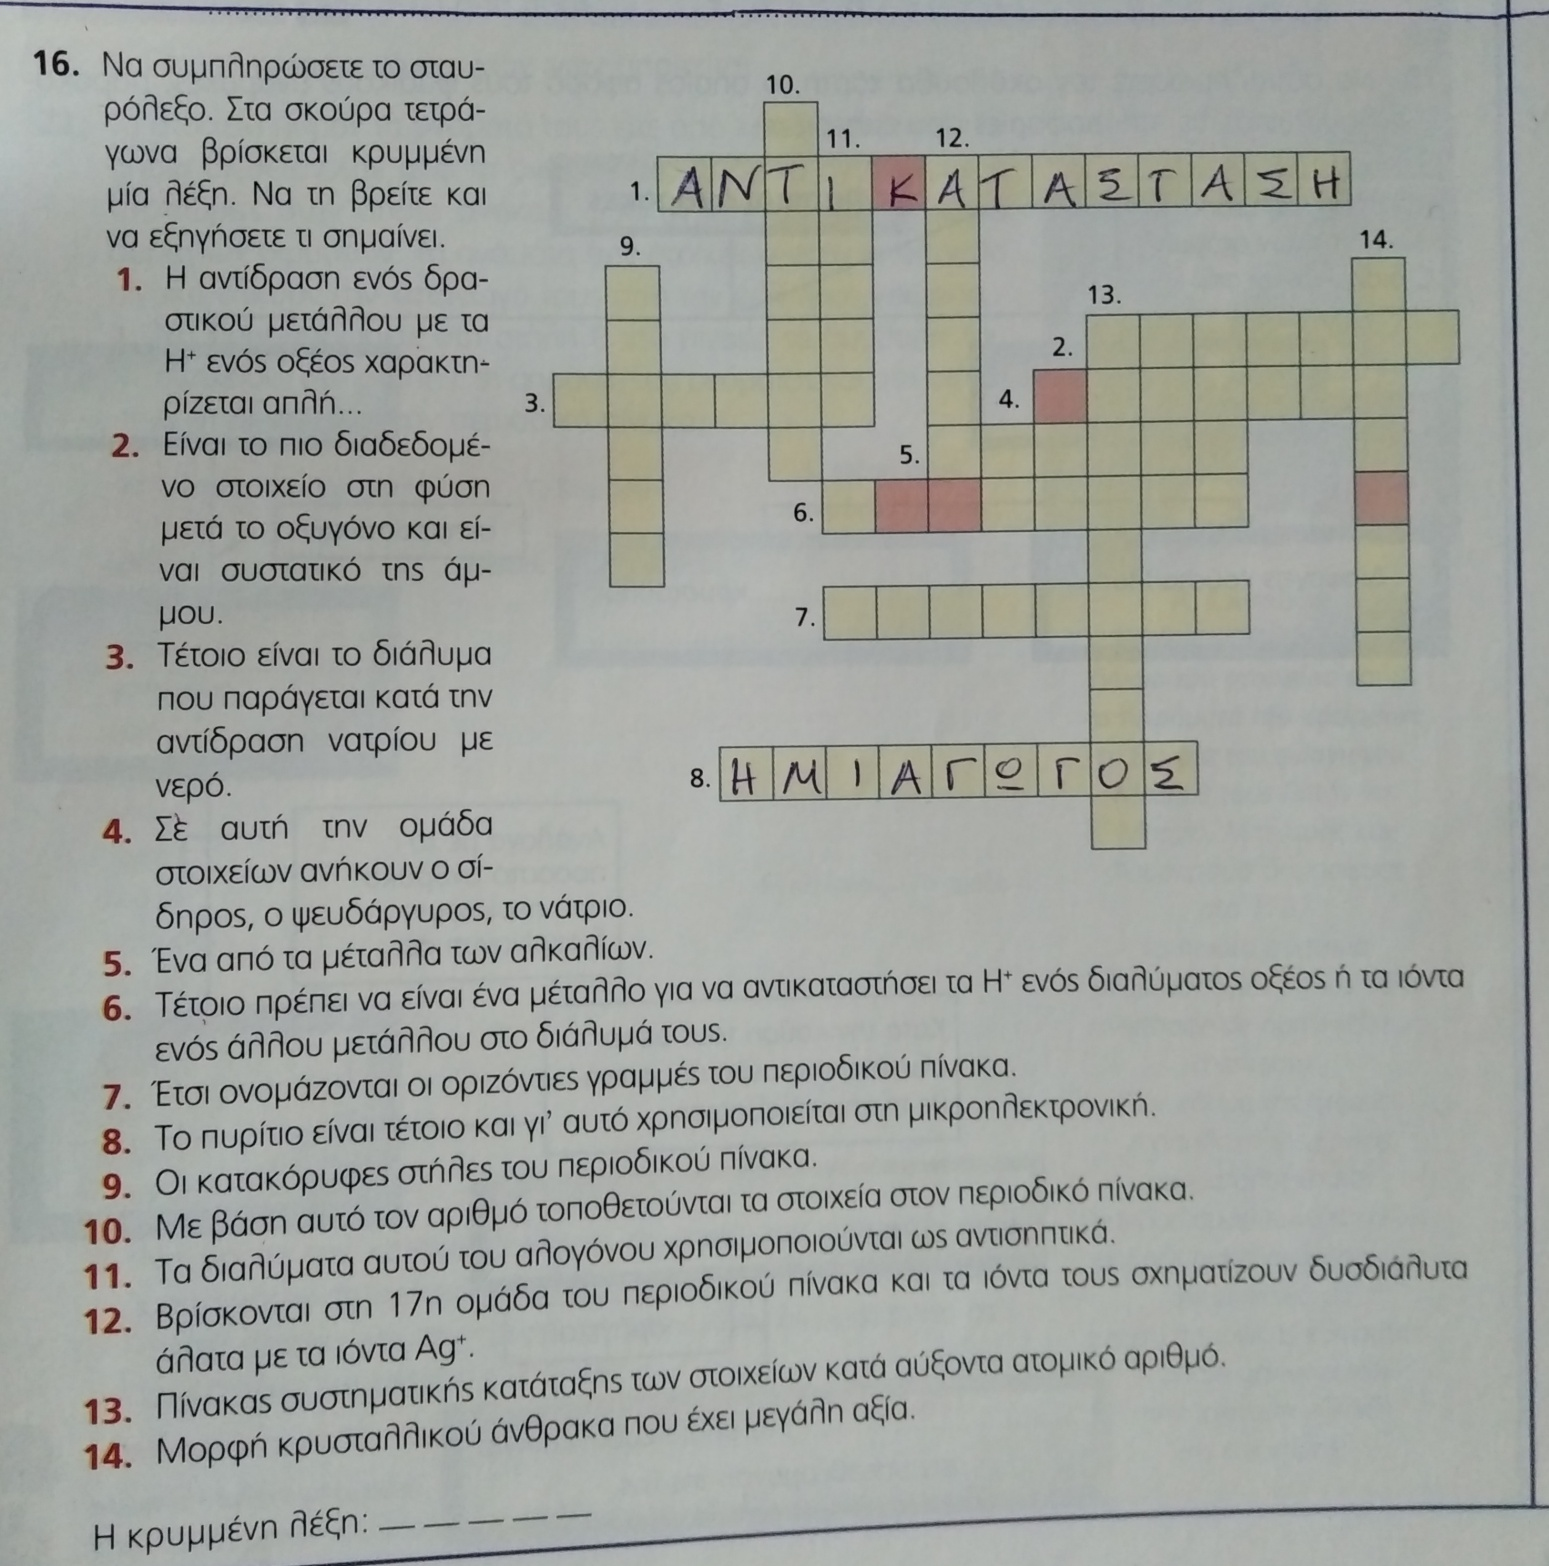 16. Να συμπληρώσετε το σταυ-
ρόλεξο. Στα σκούρα τετρά-
γωνα βρίσκεται κρυμμένη
μία λέξη. Να τη βρείτε και
να εξηγήσετε τι σημαίνει.
1. Η αντίδραση ενός δρα-
στικού μετάλλου με τα
Η⁺ ενός οξέος χαρακτη-
ρίζεται απλή...
2. Είναι το πιο διαδεδομέ-
νο στοιχείο στη φύση
μετά το οξυγόνο και εί-
ναι συστατικό της άμ-
μου.
3. Τέτοιο είναι το διάλυμα
που παράγεται κατά την
αντίδραση νατρίου με
νερό.
4. Σε αυτή την ομάδα
στοιχείων ανήκουν ο σί-
δηρος, ο ψευδάργυρος, το νάτριο.
5. Ένα από τα μέταλλα των αλκαλίων.
6. Τέτοιο πρέπει να είναι ένα μέταλλο για να αντικαταστήσει τα Η⁺ ενός διαλύματος οξέος ή τα ιόντα
ενός άλλου μετάλλου στο διάλυμά τους.
7. Έτσι ονομάζονται οι οριζόντιες γραμμές του περιοδικού πίνακα.
8. Το πυρίτιο είναι τέτοιο και γι' αυτό χρησιμοποιείται στη μικροηλεκτρονική.
9. Οι κατακόρυφες στήλες του περιοδικού πίνακα.
10. Με βάση αυτό τον αριθμό τοποθετούνται τα στοιχεία στον περιοδικό πίνακα.
11. Τα διαλύματα αυτού του αλογόνου χρησιμοποιούνται ως αντισηπτικά.
12. Βρίσκονται στη 17η ομάδα του περιοδικού πίνακα και τα ιόντα τους σχηματίζουν δυσδιάλυτα
άλατα με τα ιόντα Ag⁺.
13. Πίνακας συστηματικής κατάταξης των στοιχείων κατά αύξοντα ατομικό αριθμό.
14. Μορφή κρυσταλλικού άνθρακα που έχει μεγάλη αξία.
Η κρυμμένη λέξη: _ _ _ _ _
10.
11. 12.
1. ΑΝΤΙΚΑΤΑΣΤΑΣΗ
9. 14.
13.
2.
3. 4.
5.
6.
7.
8. ΗΜΙΑΓΩΓΟΣ